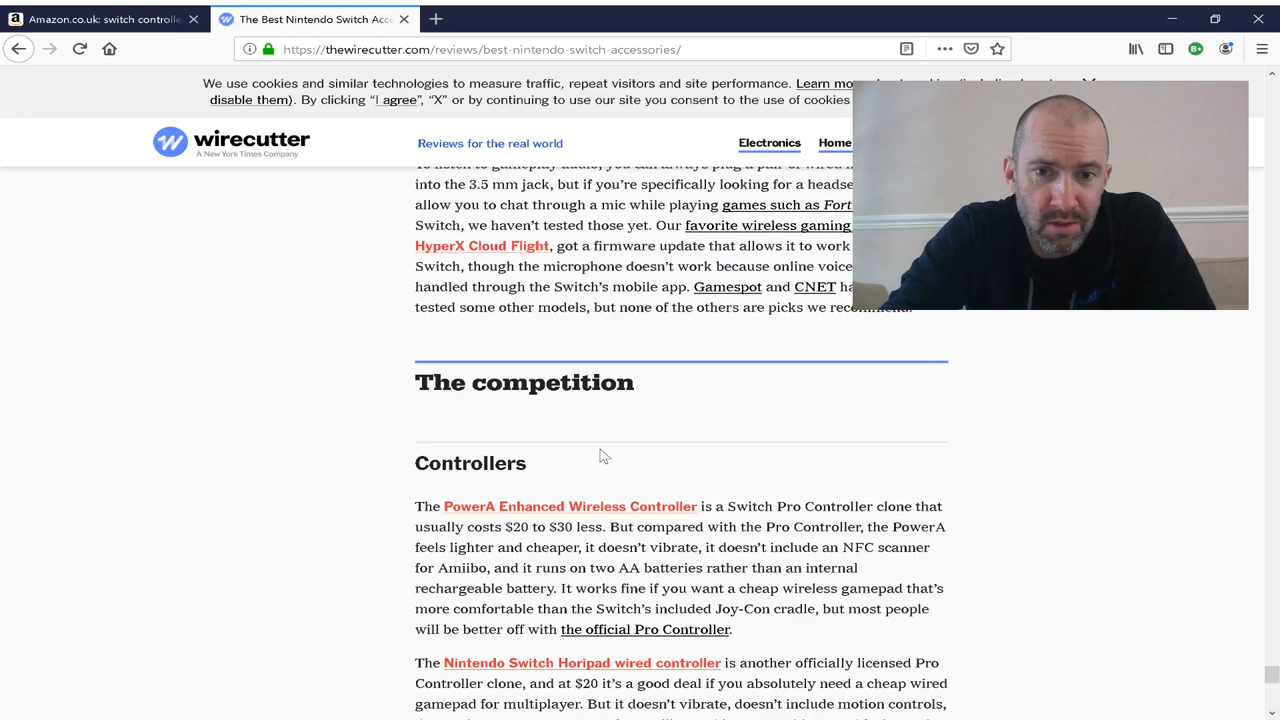 Amazon.co.uk: switch controlle
The Best Nintendo Switch Acce
https://thewirecutter.com/reviews/best-nintendo-switch-accessories/
We use cookies and similar technologies to measure traffic, repeat visitors and site performance. Learn mo
disable them). By clicking “I agree”, “X” or by continuing to use our site you consent to the use of cookies
wirecutter
A New York Times Company
Reviews for the real world
Electronics
Home
into the 3.5 mm jack, but if you’re specifically looking for a headse
allow you to chat through a mic while playing games such as Fort
Switch, we haven’t tested those yet. Our favorite wireless gaming
HyperX Cloud Flight, got a firmware update that allows it to work
Switch, though the microphone doesn’t work because online voice
handled through the Switch’s mobile app. Gamespot and CNET ha
tested some other models, but none of the others are picks we recommend.
The competition
Controllers
The PowerA Enhanced Wireless Controller is a Switch Pro Controller clone that
usually costs $20 to $30 less. But compared with the Pro Controller, the PowerA
feels lighter and cheaper, it doesn’t vibrate, it doesn’t include an NFC scanner
for Amiibo, and it runs on two AA batteries rather than an internal
rechargeable battery. It works fine if you want a cheap wireless gamepad that’s
more comfortable than the Switch’s included Joy-Con cradle, but most people
will be better off with the official Pro Controller.
The Nintendo Switch Horipad wired controller is another officially licensed Pro
Controller clone, and at $20 it’s a good deal if you absolutely need a cheap wired
gamepad for multiplayer. But it doesn’t vibrate, doesn’t include motion controls,